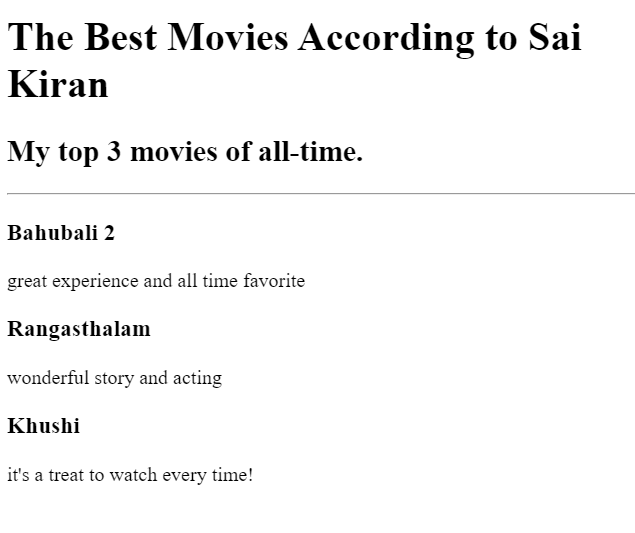 The Best Movies According to Sai
Kiran
My top 3 movies of all-time.
Bahubali 2
great experience and all time favorite
Rangasthalam
wonderful story and acting
Khushi
it's a treat to watch every time!